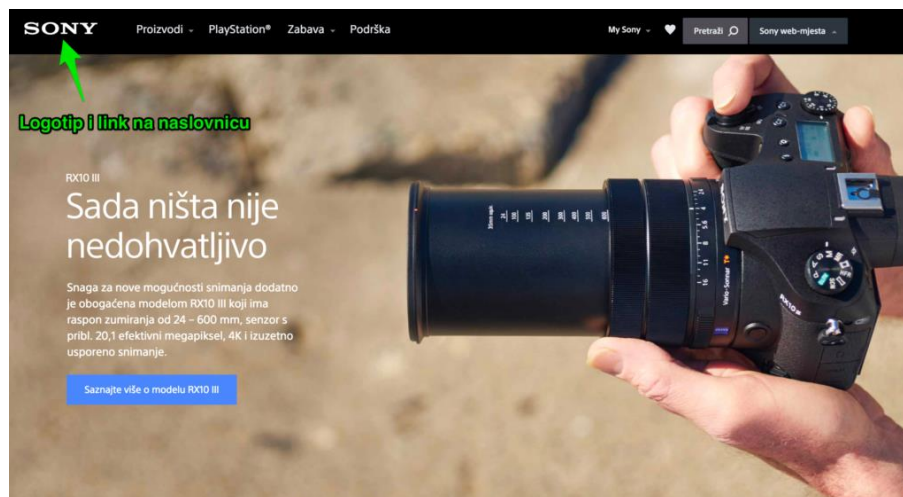 SONY
Proizvodi
PlayStation®
Zabava
Podrška
My Sony
Pretraži
Sony web-mjesta
Logotip i link na naslovnicu
RX10 III
Sada ništa nije
nedohvatljivo
Snaga za nove mogućnosti snimanja dodatno
je obogaćena modelom RX10 III koji ima
raspon zumiranja od 24 – 600 mm, senzor s
pribl. 20,1 efektivni megapiksel, 4K i izuzetno
usporeno snimanje.
Saznajte više o modelu RX10 III
Vario-Sonnar T*